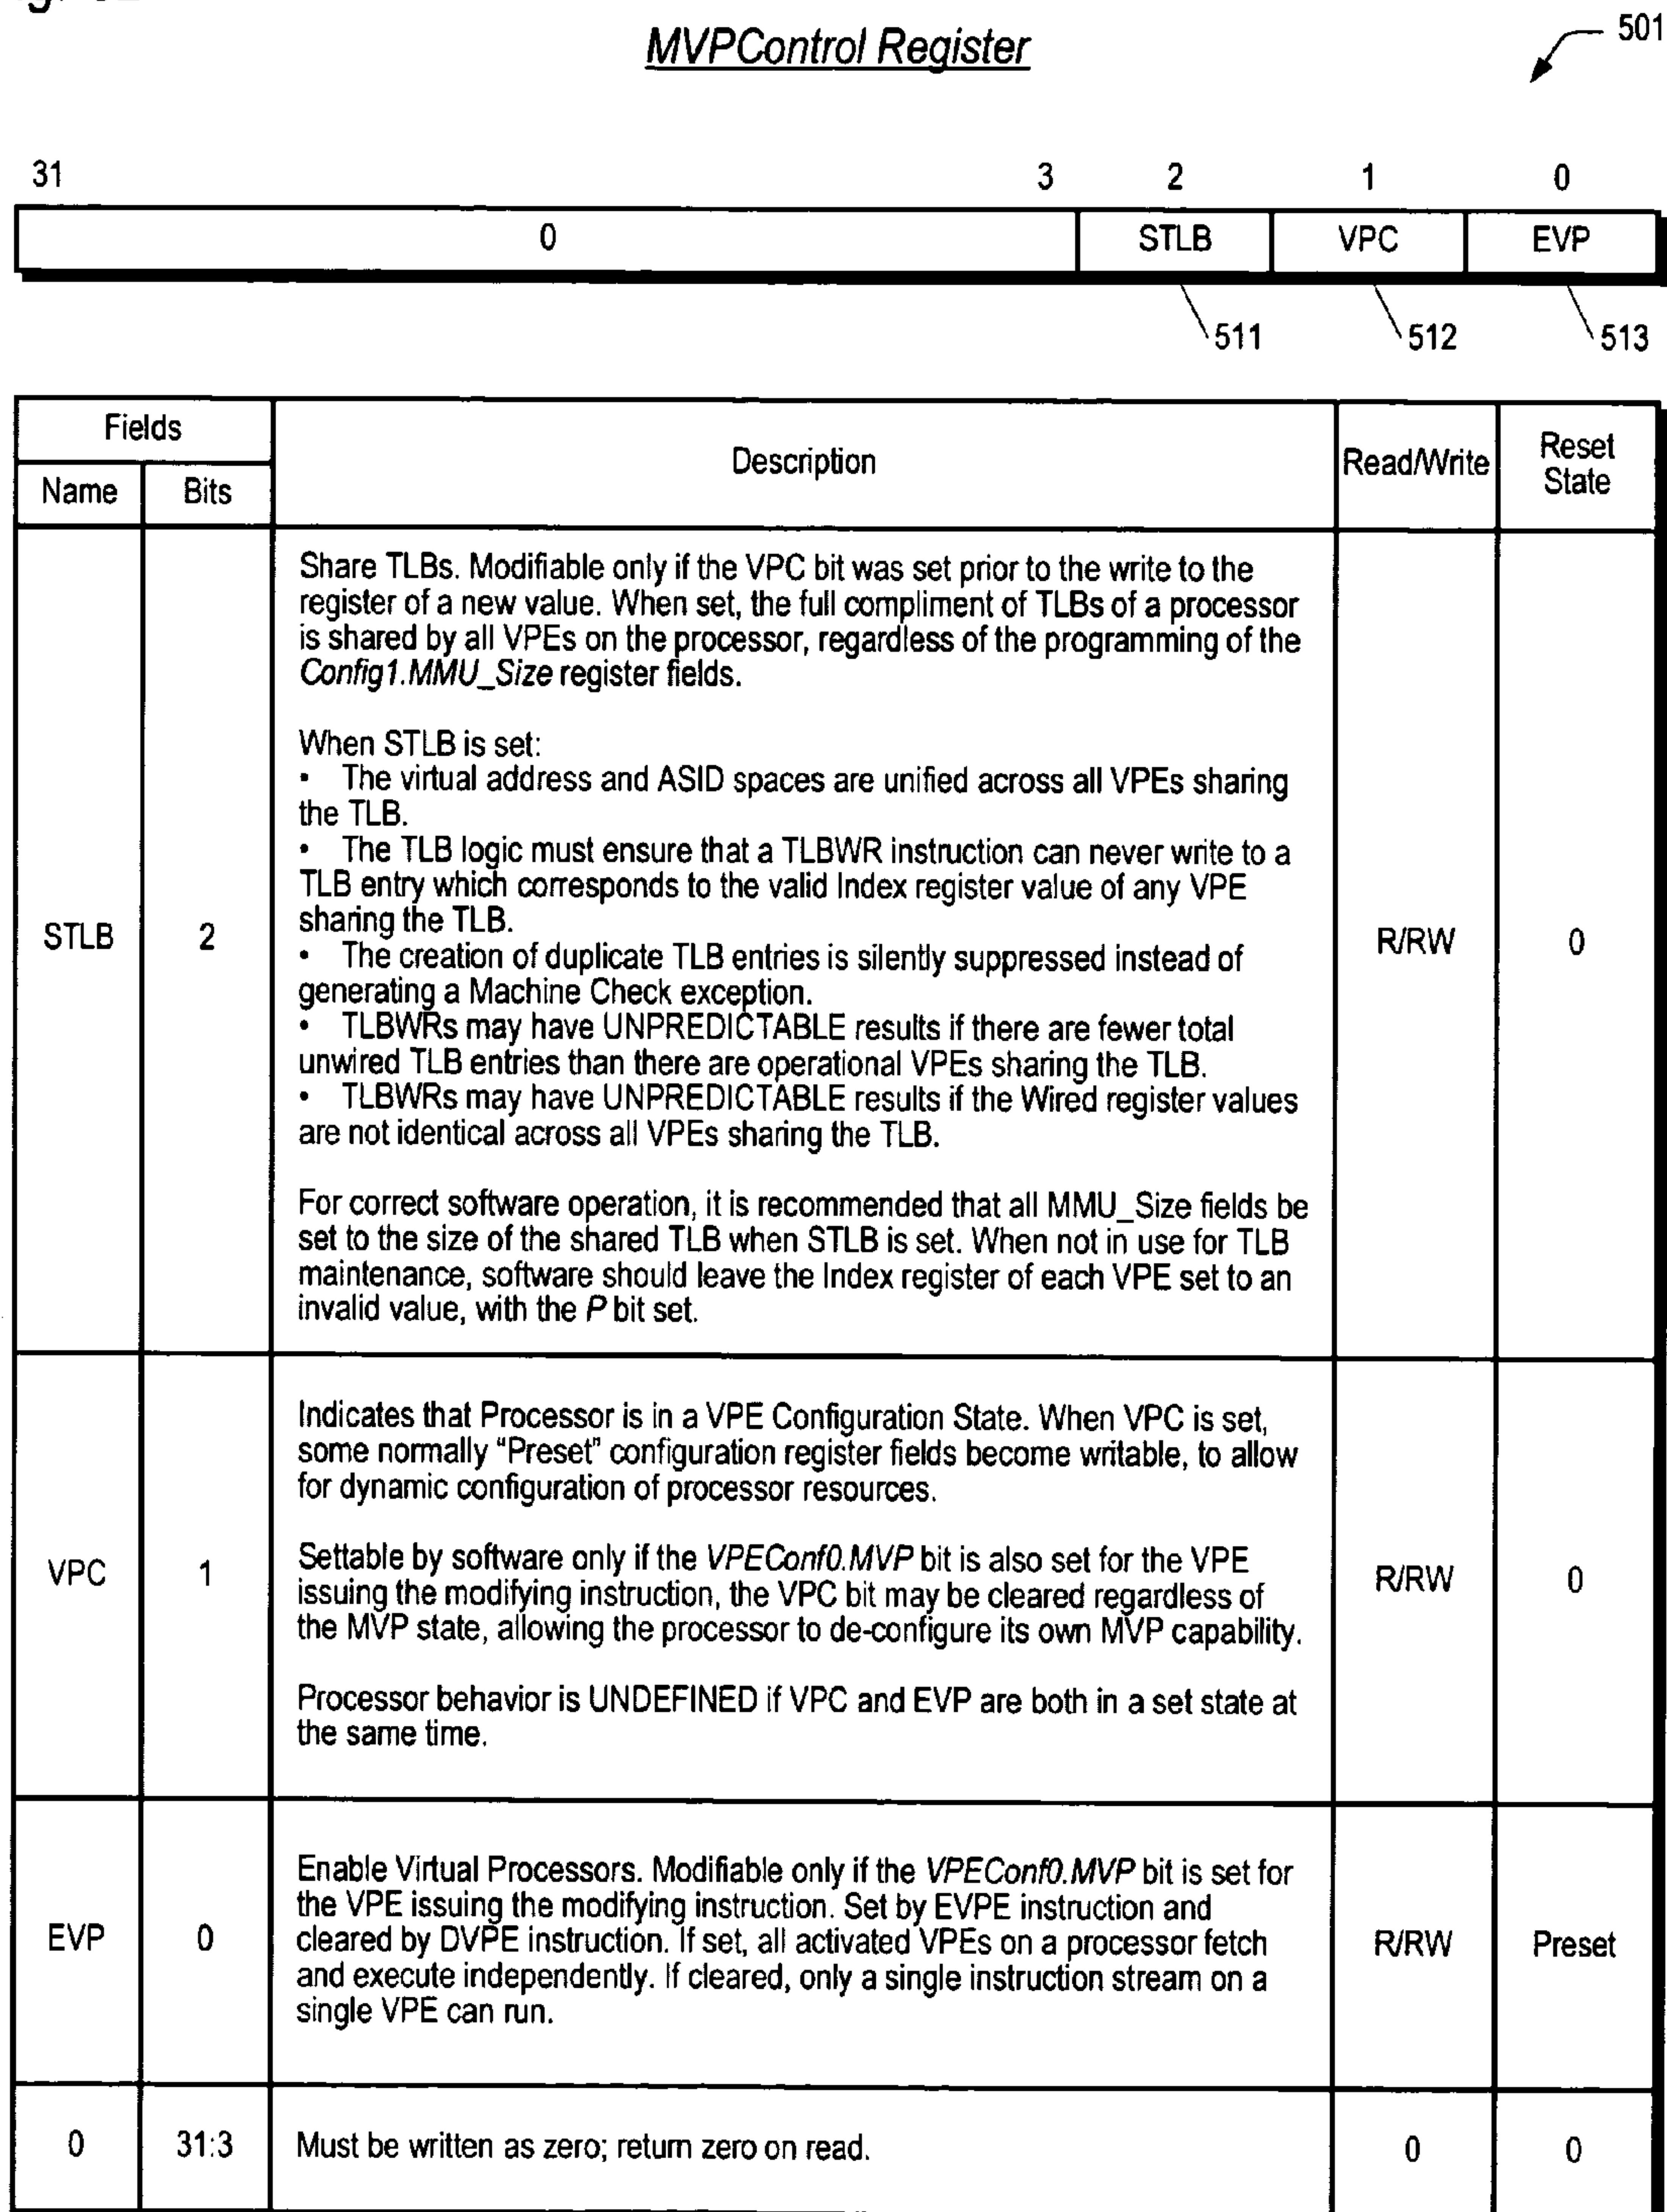 MVPControl Register
501
31 3 2 1 0
0 STLB VPC EVP
511 512 513
Fields
Description
Read/Write
Reset
State
Name Bits
Share TLBs. Modifiable only if the VPC bit was set prior to the write to the
register of a new value. When set, the full compliment of TLBs of a processor
is shared by all VPEs on the processor, regardless of the programming of the
Config1.MMU_Size register fields.
When STLB is set:
• The virtual address and ASID spaces are unified across all VPEs sharing
the TLB.
• The TLB logic must ensure that a TLBWR instruction can never write to a
TLB entry which corresponds to the valid Index register value of any VPE
sharing the TLB.
STLB 2 R/RW 0
• The creation of duplicate TLB entries is silently suppressed instead of
generating a Machine Check exception.
• TLBWRs may have UNPREDICTABLE results if there are fewer total
unwired TLB entries than there are operational VPEs sharing the TLB.
• TLBWRs may have UNPREDICTABLE results if the Wired register values
are not identical across all VPEs sharing the TLB.
For correct software operation, it is recommended that all MMU_Size fields be
set to the size of the shared TLB when STLB is set. When not in use for TLB
maintenance, software should leave the Index register of each VPE set to an
invalid value, with the P bit set.
Indicates that Processor is in a VPE Configuration State. When VPC is set,
some normally "Preset" configuration register fields become writable, to allow
for dynamic configuration of processor resources.
VPC 1 R/RW 0
Settable by software only if the VPEConf0.MVP bit is also set for the VPE
issuing the modifying instruction, the VPC bit may be cleared regardless of
the MVP state, allowing the processor to de-configure its own MVP capability.
Processor behavior is UNDEFINED if VPC and EVP are both in a set state at
the same time.
Enable Virtual Processors. Modifiable only if the VPEConf0.MVP bit is set for
the VPE issuing the modifying instruction. Set by EVPE instruction and
EVP 0 cleared by DVPE instruction. If set, all activated VPEs on a processor fetch R/RW Preset
and execute independently. If cleared, only a single instruction stream on a
single VPE can run.
0 31:3 Must be written as zero; return zero on read. 0 0